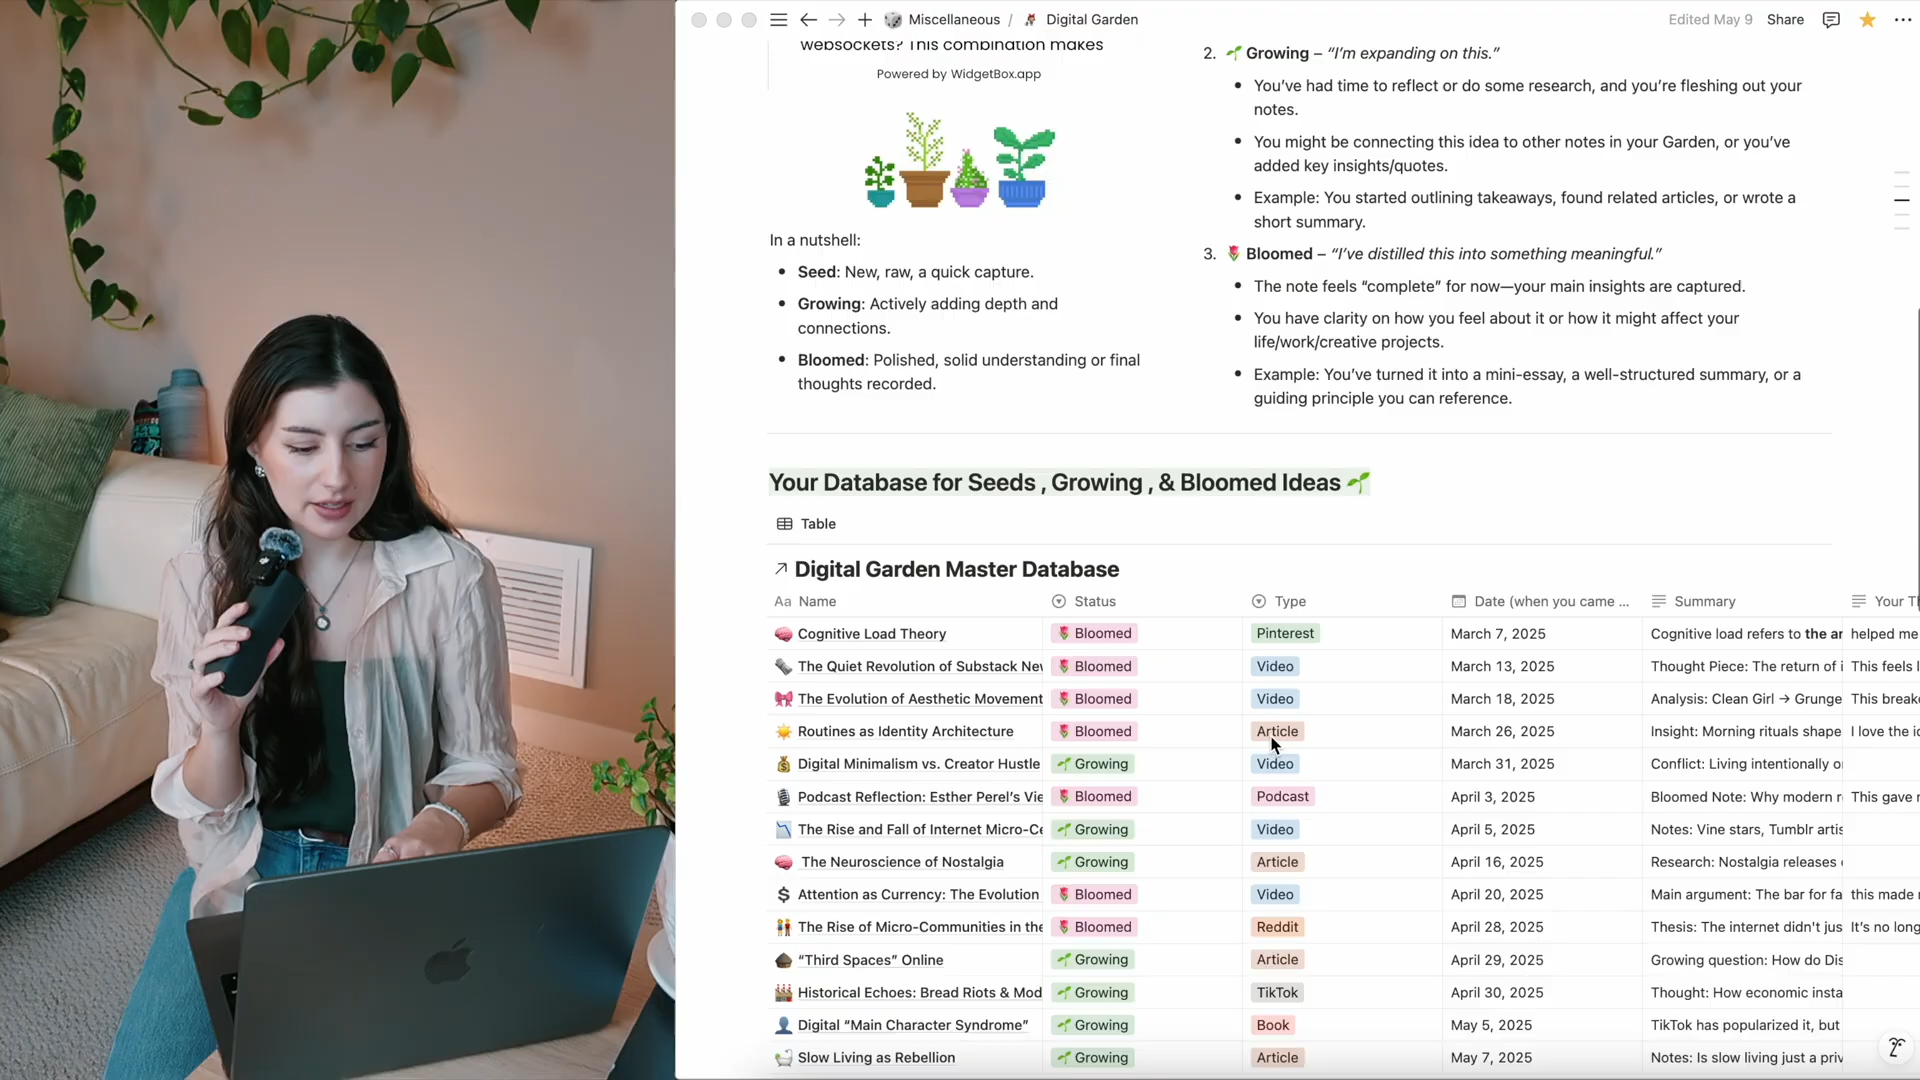 Miscellaneous / Digital Garden
Edited May 9 Share
websockets? This combination makes
Powered by WidgetBox.app
In a nutshell:
• Seed: New, raw, a quick capture.
• Growing: Actively adding depth and
connections.
• Bloomed: Polished, solid understanding or final
thoughts recorded.
2. 🌱 Growing – “I’m expanding on this.”
• You’ve had time to reflect or do some research, and you’re fleshing out your
notes.
• You might be connecting this idea to other notes in your Garden, or you’ve
added key insights/quotes.
• Example: You started outlining takeaways, found related articles, or wrote a
short summary.
3. 🌷 Bloomed – “I’ve distilled this into something meaningful.”
• The note feels “complete” for now—your main insights are captured.
• You have clarity on how you feel about it or how it might affect your
life/work/creative projects.
• Example: You’ve turned it into a mini-essay, a well-structured summary, or a
guiding principle you can reference.
Your Database for Seeds , Growing , & Bloomed Ideas 🌱
Table
↗ Digital Garden Master Database
Aa Name Status Type Date (when you came ... Summary Your Th
🧠 Cognitive Load Theory 🌷 Bloomed Pinterest March 7, 2025 Cognitive load refers to the ar helped me
🗞️ The Quiet Revolution of Substack Nev 🌷 Bloomed Video March 13, 2025 Thought Piece: The return of i This feels l
🎀 The Evolution of Aesthetic Movement 🌷 Bloomed Video March 18, 2025 Analysis: Clean Girl → Grunge This break
☀️ Routines as Identity Architecture 🌷 Bloomed Article March 26, 2025 Insight: Morning rituals shape I love the ic
💰 Digital Minimalism vs. Creator Hustle 🌱 Growing Video March 31, 2025 Conflict: Living intentionally o
🎙️ Podcast Reflection: Esther Perel’s Vie 🌷 Bloomed Podcast April 3, 2025 Bloomed Note: Why modern r This gave r
📉 The Rise and Fall of Internet Micro-Ce 🌱 Growing Video April 5, 2025 Notes: Vine stars, Tumblr artis
🧠 The Neuroscience of Nostalgia 🌱 Growing Article April 16, 2025 Research: Nostalgia releases
💲 Attention as Currency: The Evolution 🌷 Bloomed Video April 20, 2025 Main argument: The bar for fa this made
👫 The Rise of Micro-Communities in the 🌷 Bloomed Reddit April 28, 2025 Thesis: The internet didn't jus It’s no long
🛖 “Third Spaces” Online 🌱 Growing Article April 29, 2025 Growing question: How do Dis
🏭 Historical Echoes: Bread Riots & Mod 🌱 Growing TikTok April 30, 2025 Thought: How economic insta
👤 Digital “Main Character Syndrome” 🌱 Growing Book May 5, 2025 TikTok has popularized it, but
🛀 Slow Living as Rebellion 🌱 Growing Article May 7, 2025 Notes: Is slow living just a priv